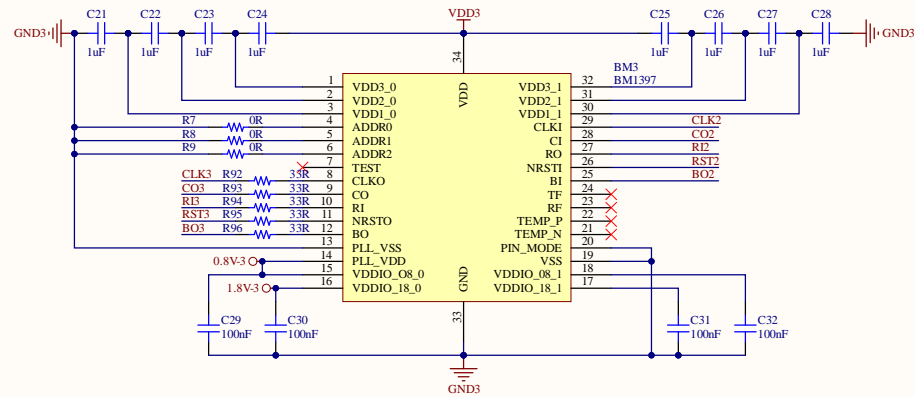 C21 C22 C23 C24 VDD3 C25 C26 C27 C28
GND3 GND3
1uF 1uF 1uF 1uF 1uF 1uF 1uF 1uF
34
BM3
BM1397
1 VDD3_0 VDD VDD3_1 32
2 VDD2_0 VDD2_1 31
3 VDD1_0 VDD1_1 30
R7 0R 4 ADDR0 CLKI 29 CLK2
R8 0R 5 ADDR1 CI 28 CO2
R9 0R 6 ADDR2 RO 27 RI2
7 TEST NRSTI 26 RST2
CLK3 R92 33R 8 CLKO BI 25 BO2
CO3 R93 33R 9 CO TF 24
RI3 R94 33R 10 RI RF 23
RST3 R95 33R 11 NRSTO TEMP_P 22
BO3 R96 33R 12 BO TEMP_N 21
13 PLL_VSS PIN_MODE 20
0.8V-3 14 PLL_VDD VSS 19
15 VDDIO_O8_0 GND VDDIO_08_1 18
1.8V-3 16 VDDIO_18_0 VDDIO_18_1 17
33
C29 C30 C31 C32
100nF 100nF 100nF 100nF
GND3